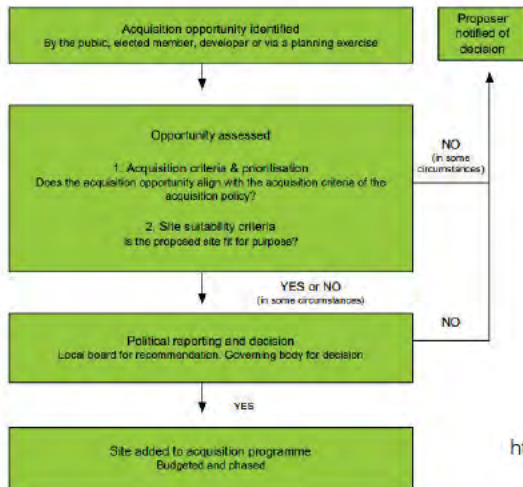 Acquisition opportunity identified
By the public, elected member, developer or via a planning exercise
Proposer
notified of
decision
Opportunity assessed
1. Acquisition criteria & prioritisation
Does the acquisition opportunity align with the acquisition criteria of the
acquisition policy?
2. Site suitability criteria
Is the proposed site fit for purpose?
NO
(in some
circumstances)
YES or NO
(in some circumstances)
Political reporting and decision
Local board for recommendation. Governing body for decision
NO
YES
Site added to acquisition programme
Budgeted and phased